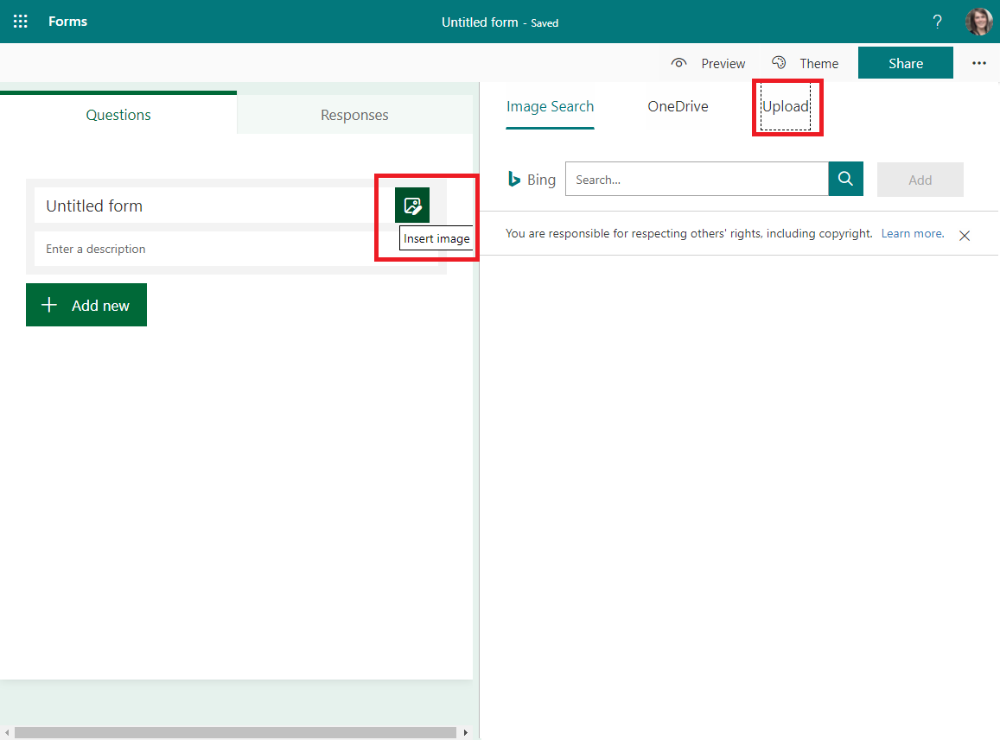 Forms
Untitled form - Saved
?
Preview
Theme
Share
Questions
Responses
Image Search
OneDrive
Upload
Untitled form
Insert image
Enter a description
Add new
Bing
Search...
Add
You are responsible for respecting others' rights, including copyright. Learn more.